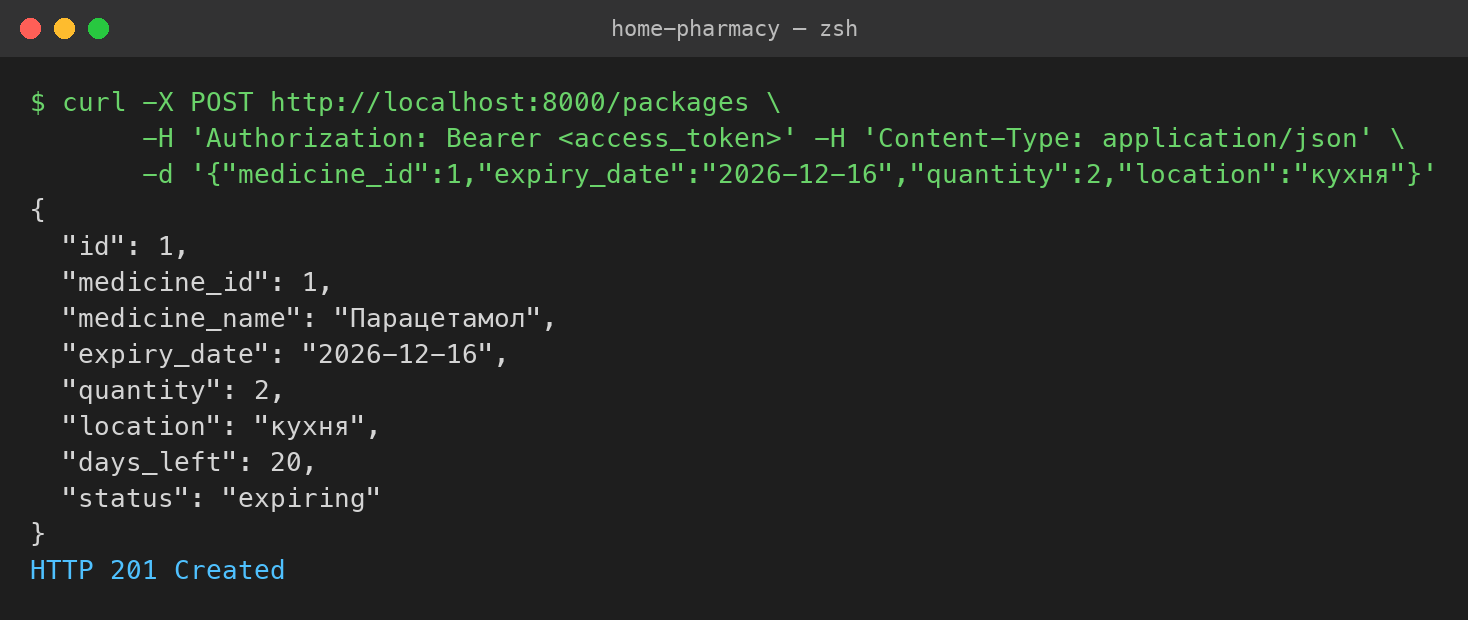 home-pharmacy — zsh
$ curl -X POST http://localhost:8000/packages \
       -H 'Authorization: Bearer <access_token>' -H 'Content-Type: application/json' \
       -d '{"medicine_id":1,"expiry_date":"2026-12-16","quantity":2,"location":"кухня"}'
{
  "id": 1,
  "medicine_id": 1,
  "medicine_name": "Парацетамол",
  "expiry_date": "2026-12-16",
  "quantity": 2,
  "location": "кухня",
  "days_left": 20,
  "status": "expiring"
}
HTTP 201 Created